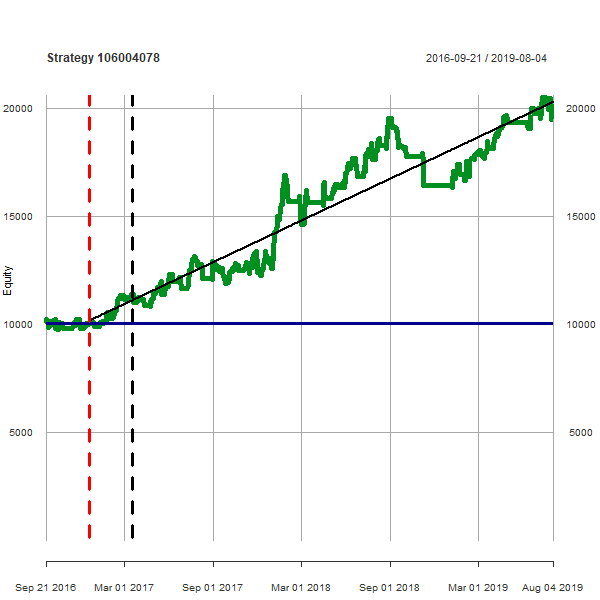 Strategy 106004078
2016-09-21 / 2019-08-04
20000
20000
15000
15000
Equity
10000
10000
5000
5000
Sep 21 2016
Mar 01 2017
Sep 01 2017
Mar 01 2018
Sep 01 2018
Mar 01 2019
Aug 04 2019